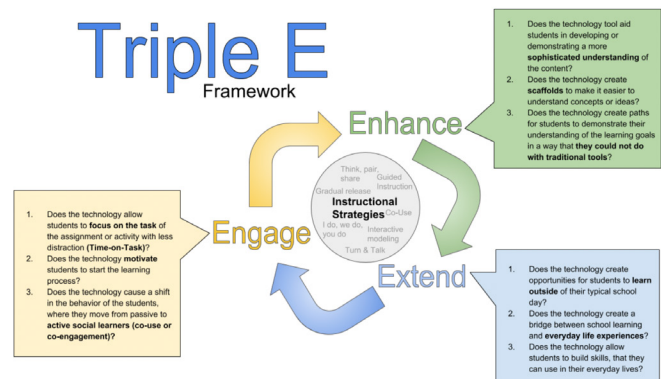 Triple E
Framework
Enhance
1. Does the technology tool aid
students in developing or
demonstrating a more
sophisticated understanding of
the content?
2. Does the technology create
scaffolds to make it easier to
understand concepts or ideas?
3. Does the technology create paths
for students to demonstrate their
understanding of the learning goals
in a way that they could not do
with traditional tools?
Think, pair,
share
Guided
Instruction
Gradual release
Instructional
Strategies
Co-Use
I do, we do,
you do
Interactive
modeling
Turn & Talk
Engage
1. Does the technology allow
students to focus on the task of
the assignment or activity with less
distraction (Time-on-Task)?
2. Does the technology motivate
students to start the learning
process?
3. Does the technology cause a shift
in the behavior of the students,
where they move from passive to
active social learners (co-use or
co-engagement)?
Extend
1. Does the technology create
opportunities for students to learn
outside of their typical school
day?
2. Does the technology create a
bridge between school learning
and everyday life experiences?
3. Does the technology allow
students to build skills, that they
can use in their everyday lives?